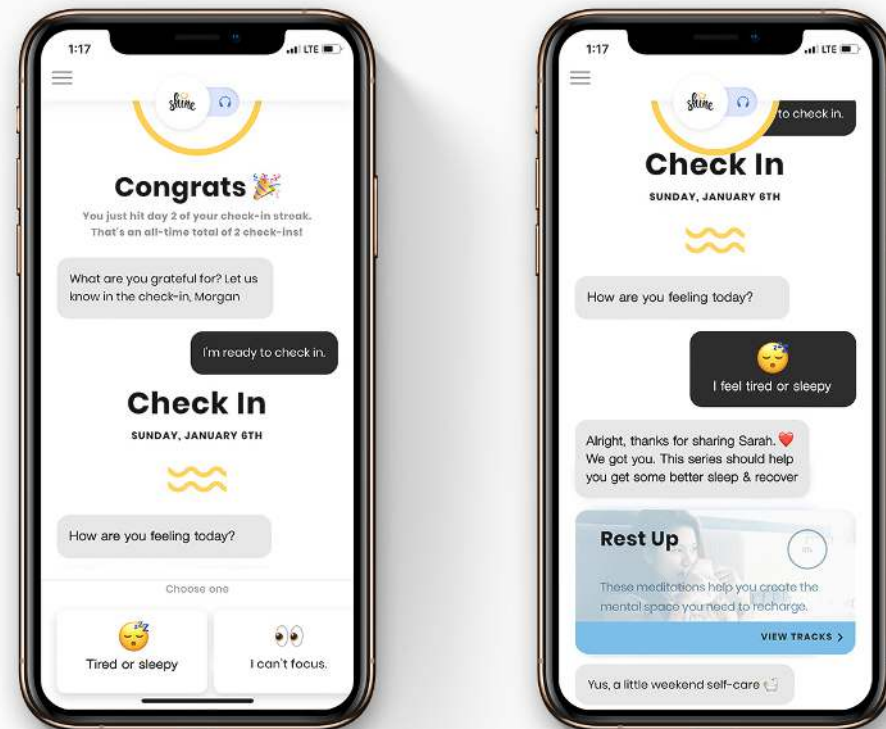 1:17
LTE
shine
Congrats
You just hit day 2 of your check-in streak.
That's an all-time total of 2 check-ins!
What are you grateful for? Let us
know in the check-in, Morgan
I'm ready to check in.
Check In
SUNDAY, JANUARY 6TH
How are you feeling today?
Choose one
Tired or sleepy
I can't focus.
1:17
LTE
shine
to check in.
Check In
SUNDAY, JANUARY 6TH
How are you feeling today?
I feel tired or sleepy
Alright, thanks for sharing Sarah.
We got you. This series should help
you get some better sleep & recover
Rest Up
These meditations help you create the
mental space you need to recharge.
VIEW TRACKS >
Yus, a little weekend self-care